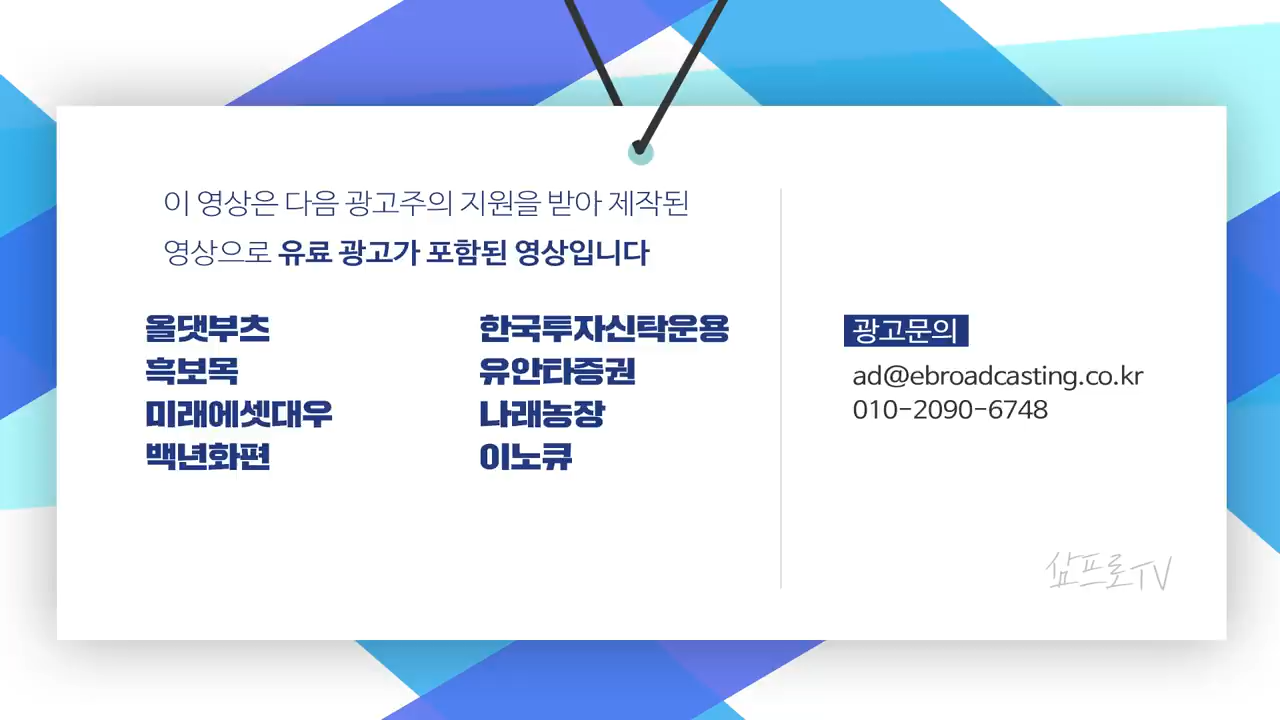 이 영상은 다음 광고주의 지원을 받아 제작된
영상으로 유료 광고가 포함된 영상입니다
올댓부츠
흑보목
미래에셋대우
백년화편
한국투자신탁운용
유안타증권
나래농장
이노큐
광고문의
ad@ebroadcasting.co.kr
010-2090-6748
삼프로TV